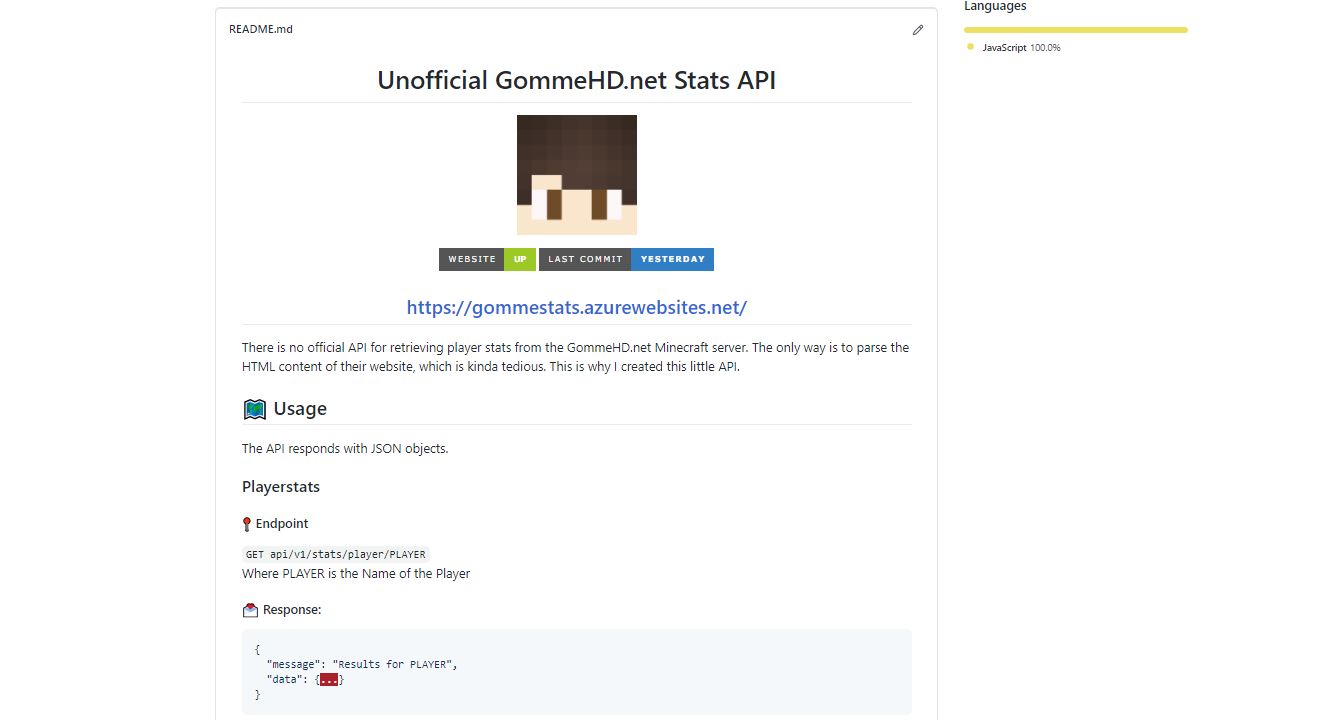 Languages
README.md
JavaScript 100.0%
Unofficial GommeHD.net Stats API
WEBSITE UP LAST COMMIT YESTERDAY
https://gommestats.azurewebsites.net/
There is no official API for retrieving player stats from the GommeHD.net Minecraft server. The only way is to parse the
HTML content of their website, which is kinda tedious. This is why I created this little API.
Usage
The API responds with JSON objects.
Playerstats
Endpoint
GET api/v1/stats/player/PLAYER
Where PLAYER is the Name of the Player
Response:
{
"message": "Results for PLAYER",
"data": {...}
}